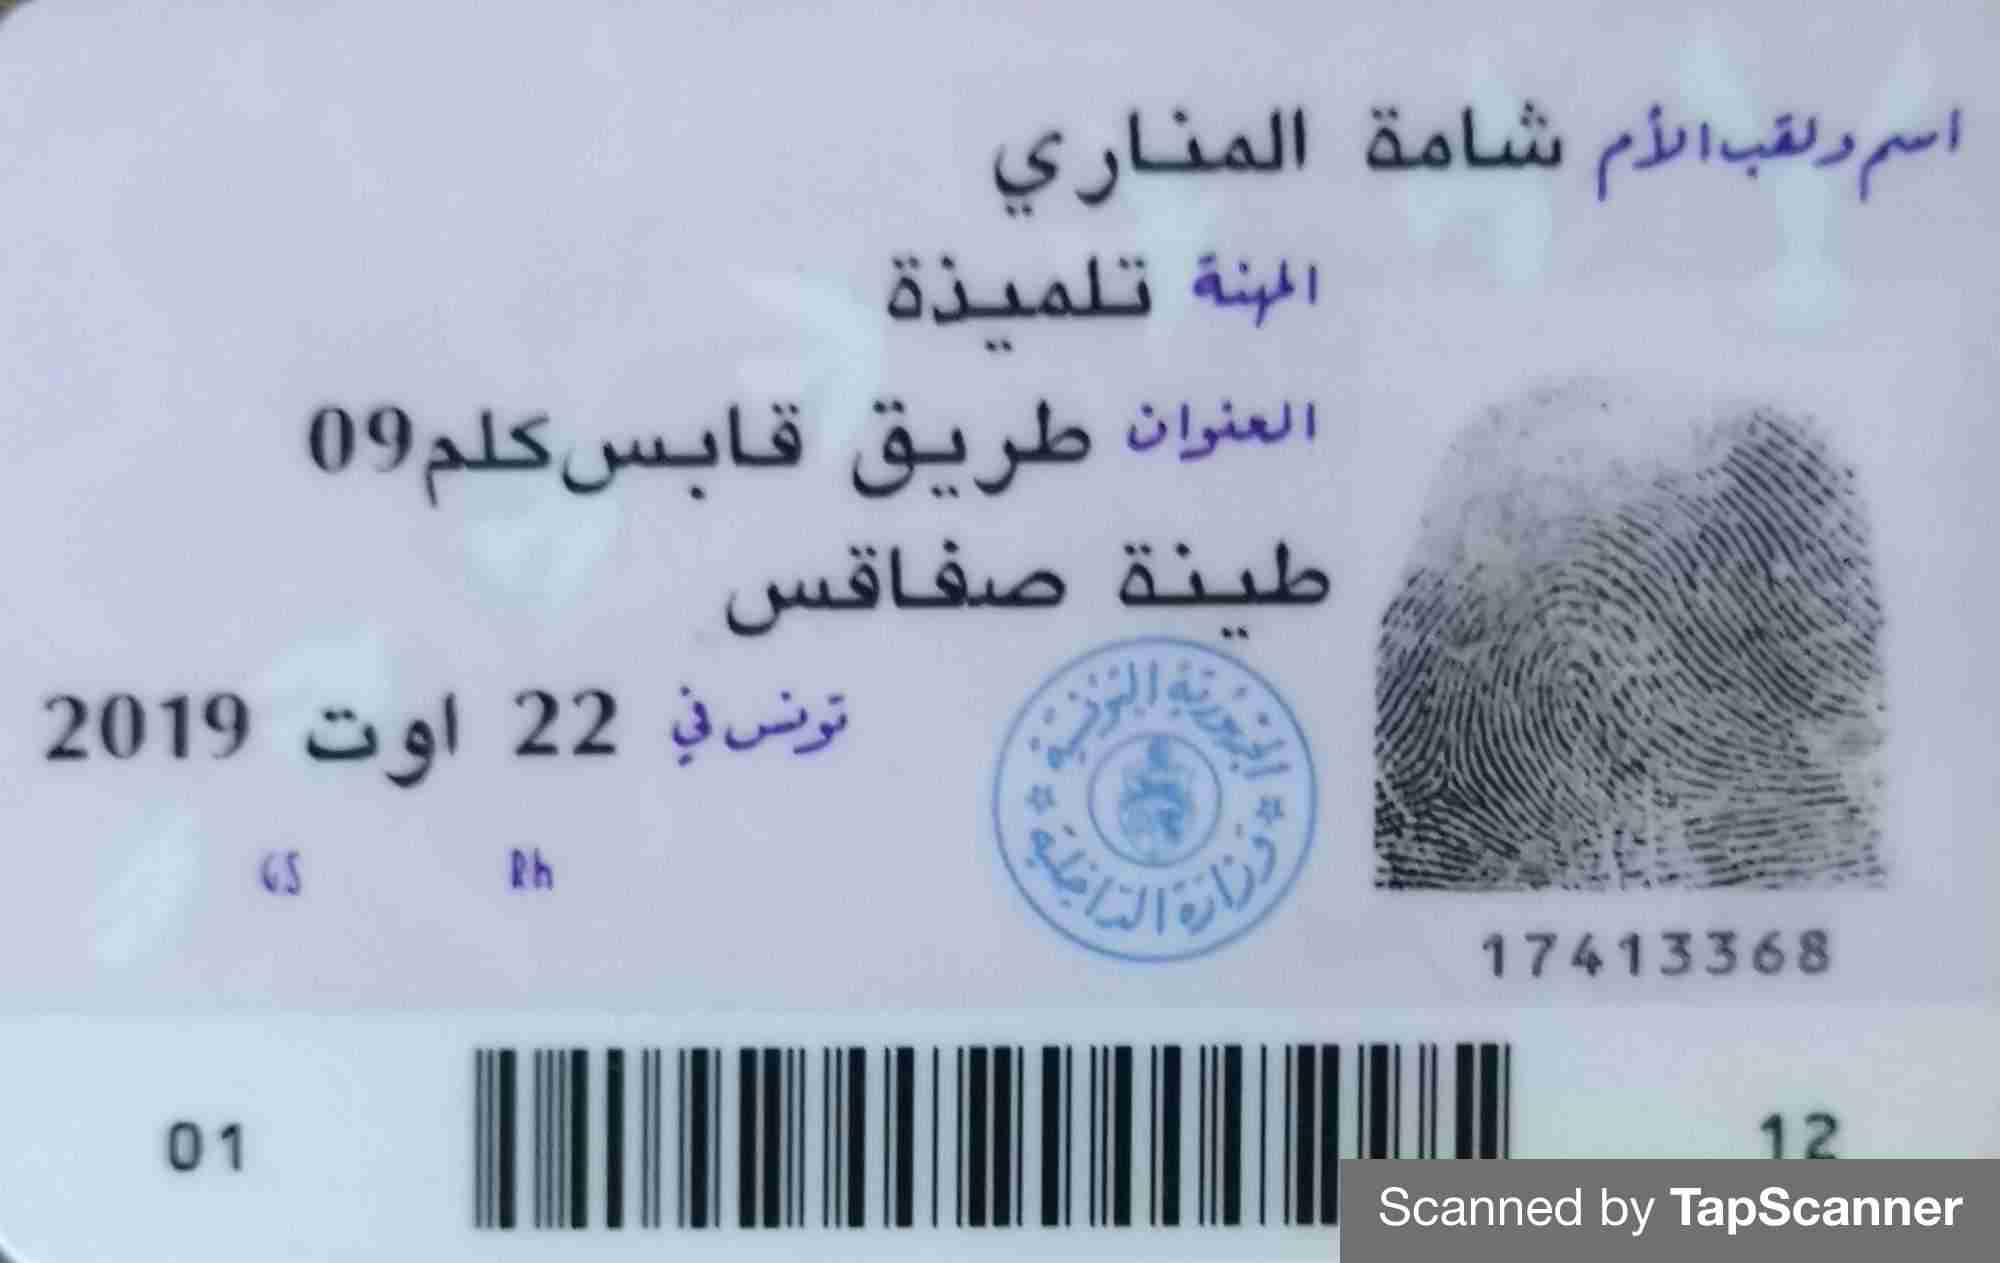 اسم ولقب الأم شامة المناري
المهنة تلميذة
العنوان طريق قابس كلم09
طينة صفاقس
تونس في 22 اوت 2019
الجمهورية التونسية
وزارة الداخلية
GS Rh
17413368
01 12
Scanned by TapScanner